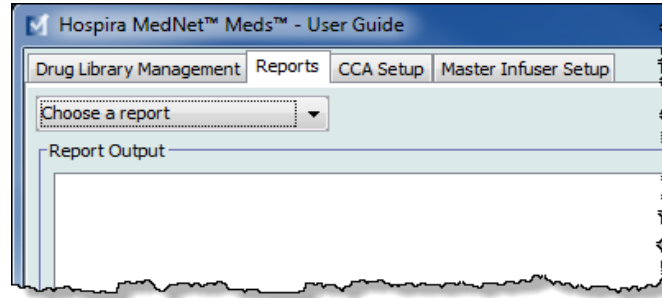 Hospira MedNet™ Meds™ - User Guide
Drug Library Management Reports CCA Setup Master Infuser Setup
Choose a report
Report Output